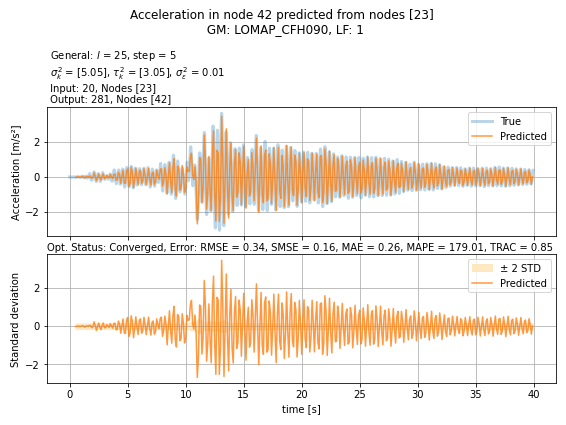 Acceleration in node 42 predicted from nodes [23]
GM: LOMAP_CFH090, LF: 1
General: l = 25, step = 5
σ²ₖ = [5.05], τ²ₖ = [3.05], σ²ε = 0.01
Input: 20, Nodes [23]
Output: 281, Nodes [42]
True
Predicted
Acceleration [m/s²]
2
0
−2
Opt. Status: Converged, Error: RMSE = 0.34, SMSE = 0.16, MAE = 0.26, MAPE = 179.01, TRAC = 0.85
± 2 STD
Predicted
Standard deviation
2
0
−2
0 5 10 15 20 25 30 35 40
time [s]